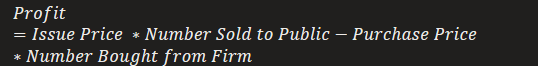 Profit
= Issue Price * Number Sold to Public − Purchase Price
* Number Bought from Firm